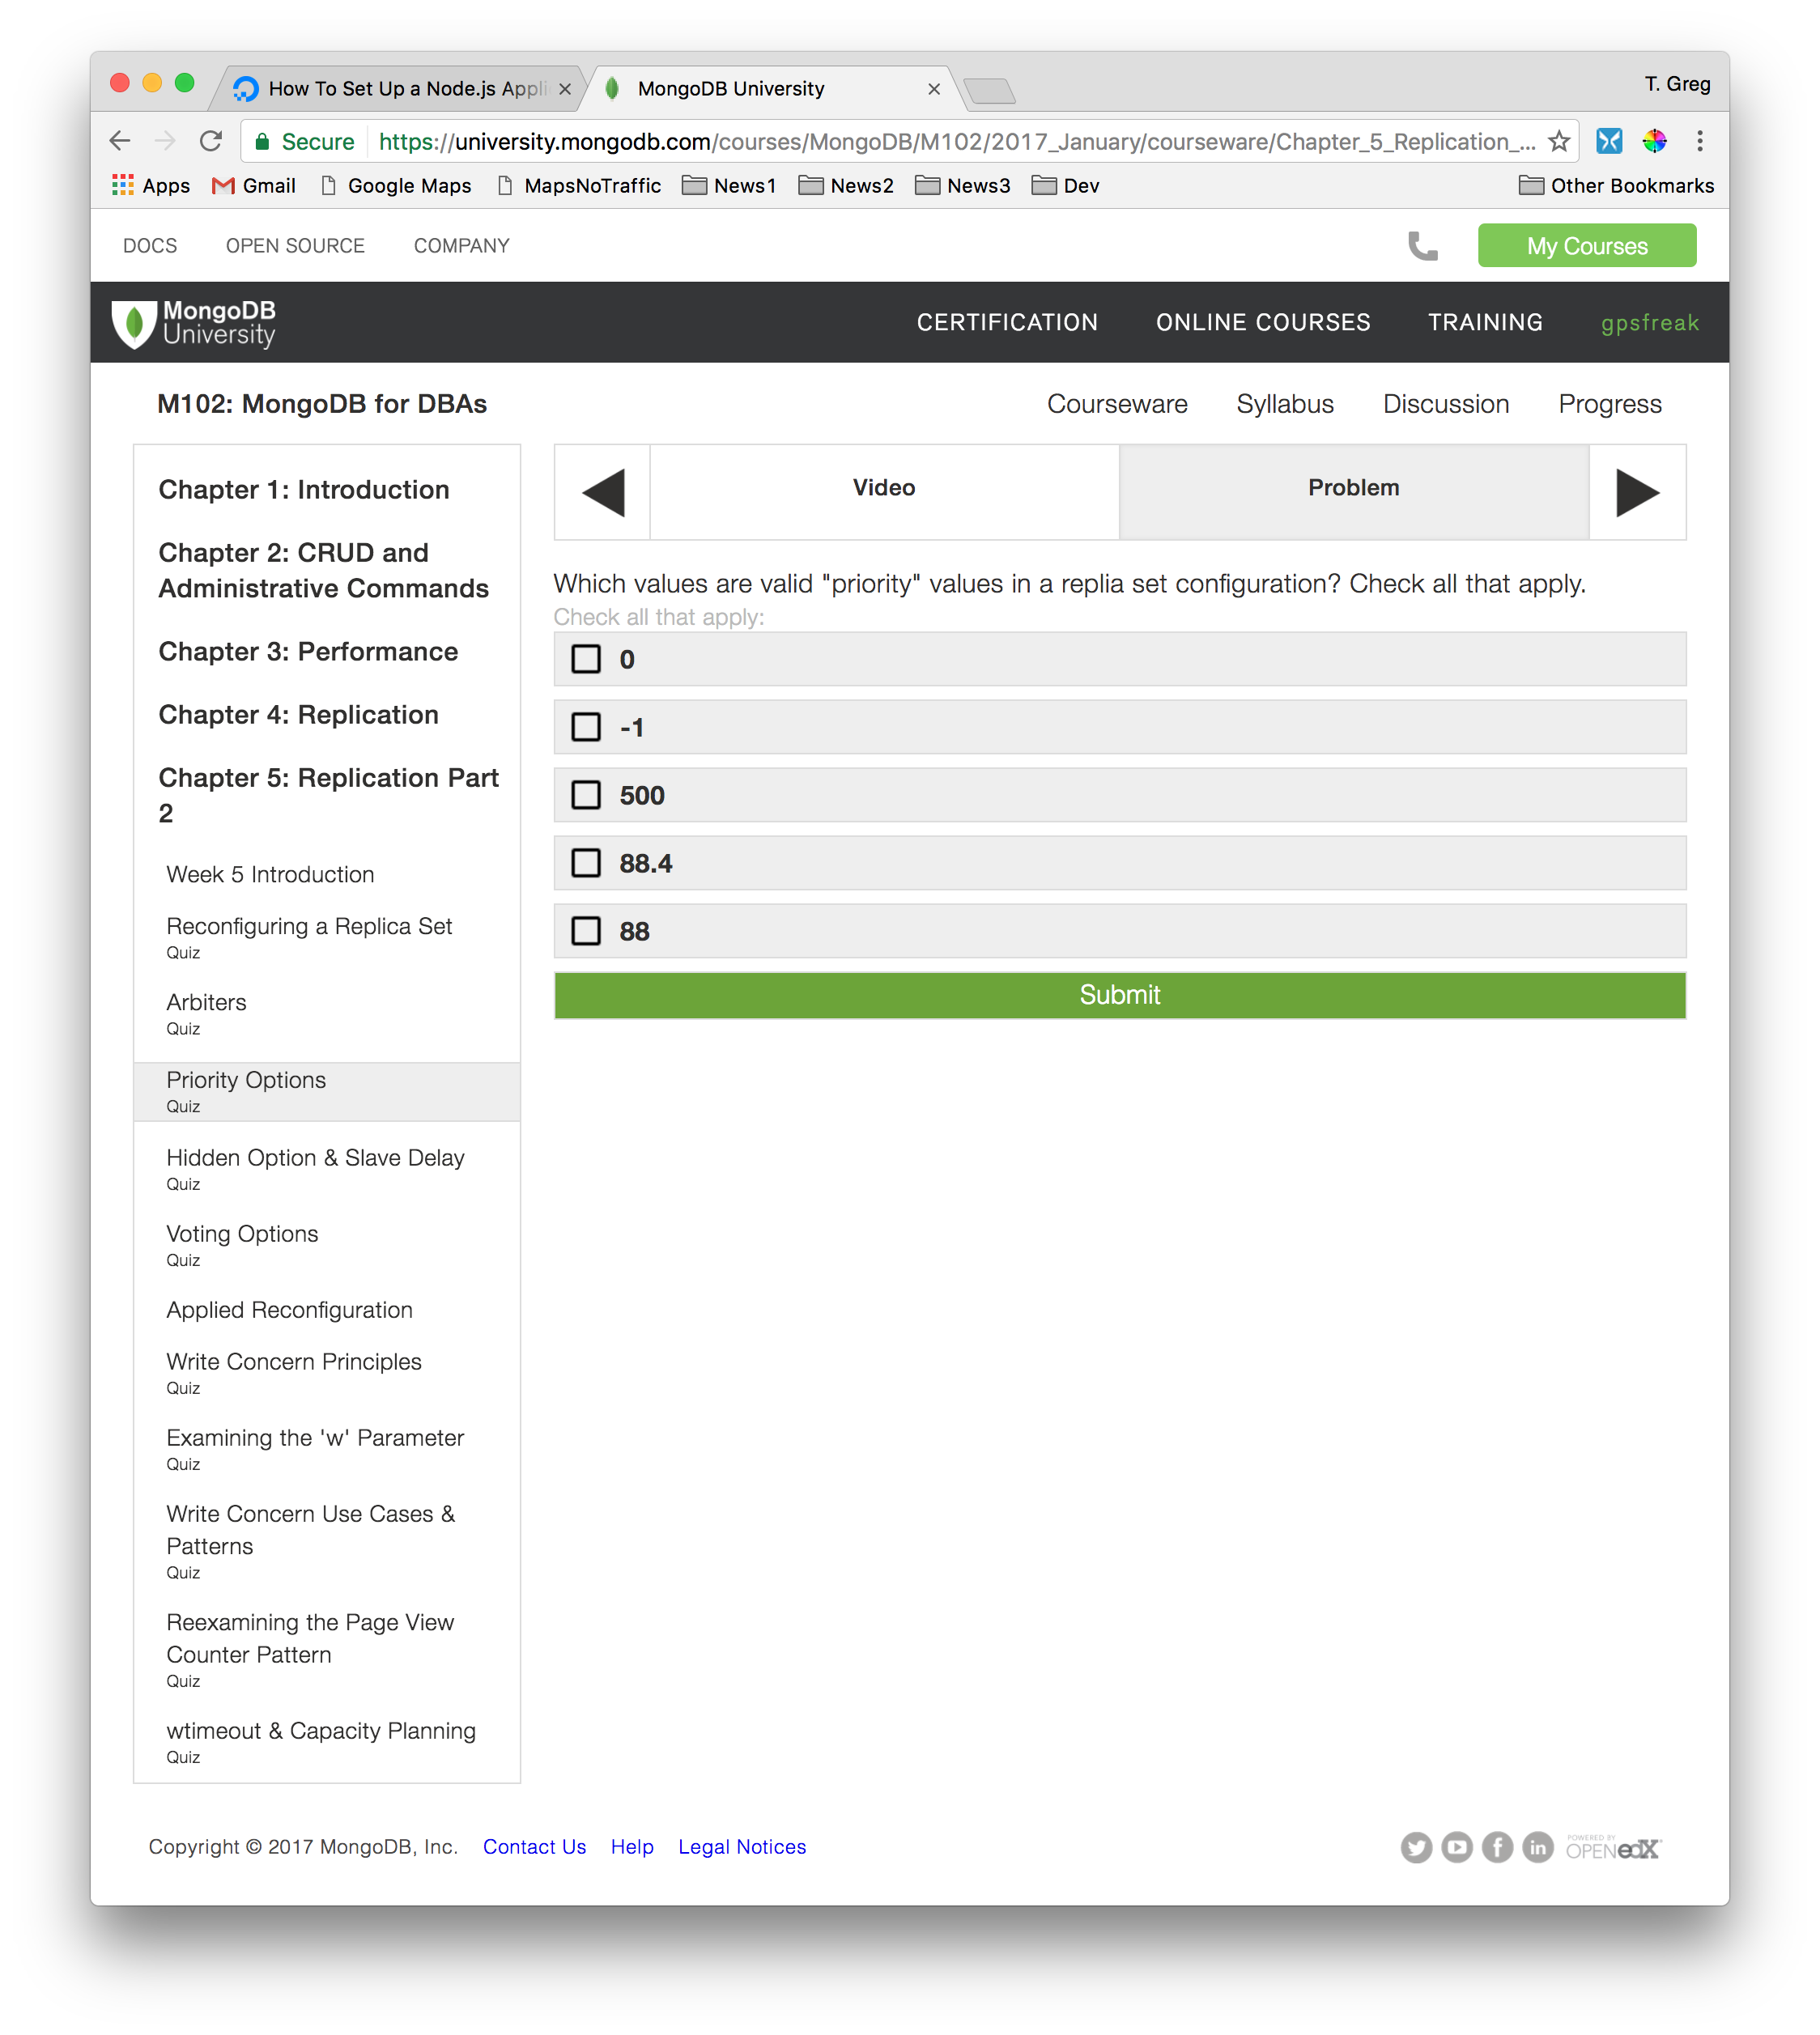 How To Set Up a Node.js Appli
MongoDB University
T. Greg
Secure https://university.mongodb.com/courses/MongoDB/M102/2017_January/courseware/Chapter_5_Replication_...
Apps Gmail Google Maps MapsNoTraffic News1 News2 News3 Dev Other Bookmarks
DOCS OPEN SOURCE COMPANY My Courses
MongoDB
University
CERTIFICATION ONLINE COURSES TRAINING gpsfreak
M102: MongoDB for DBAs Courseware Syllabus Discussion Progress
Chapter 1: Introduction
Chapter 2: CRUD and
Administrative Commands
Chapter 3: Performance
Chapter 4: Replication
Chapter 5: Replication Part
2
Week 5 Introduction
Reconfiguring a Replica Set
Quiz
Arbiters
Quiz
Priority Options
Quiz
Hidden Option & Slave Delay
Quiz
Voting Options
Quiz
Applied Reconfiguration
Write Concern Principles
Quiz
Examining the 'w' Parameter
Quiz
Write Concern Use Cases &
Patterns
Quiz
Reexamining the Page View
Counter Pattern
Quiz
wtimeout & Capacity Planning
Quiz
Video Problem
Which values are valid "priority" values in a replia set configuration? Check all that apply.
Check all that apply:
0
-1
500
88.4
88
Submit
Copyright © 2017 MongoDB, Inc. Contact Us Help Legal Notices
POWERED BY
OPEN edX